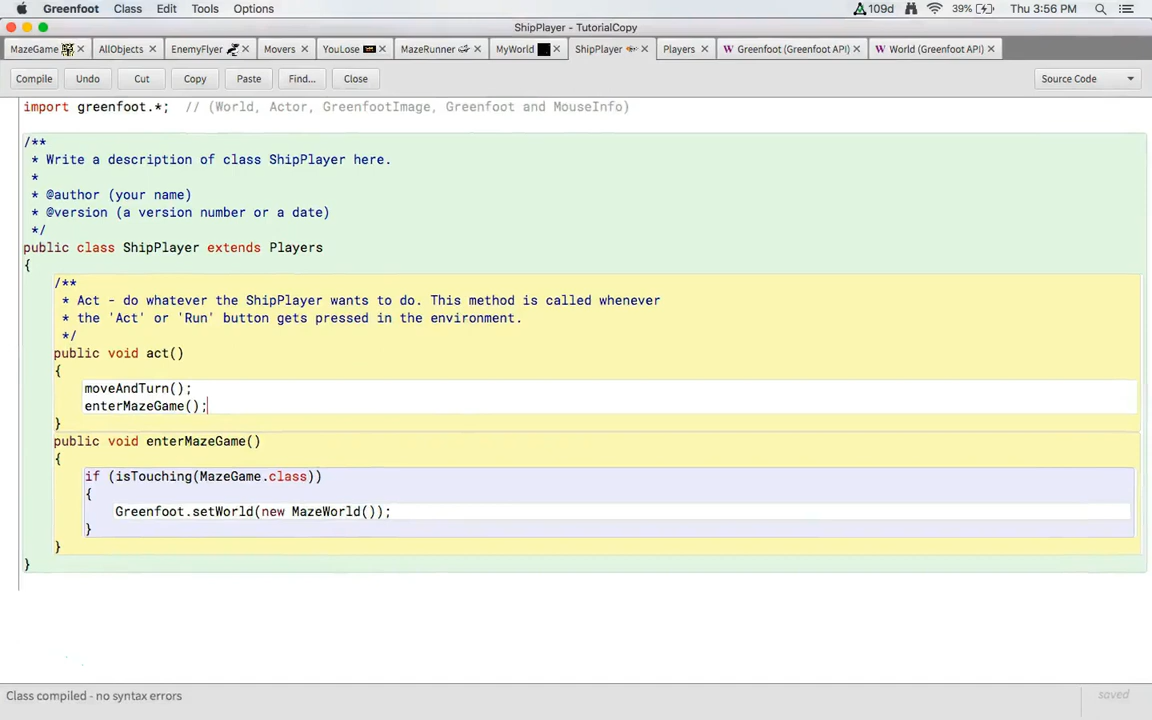 Greenfoot Class Edit Tools Options 109d 39% Thu 3:56 PM
ShipPlayer - TutorialCopy
MazeGame AllObjects EnemyFlyer Movers YouLose MazeRunner MyWorld ShipPlayer Players Greenfoot (Greenfoot API) World (Greenfoot API)
Compile Undo Cut Copy Paste Find... Close Source Code
import greenfoot.*;  // (World, Actor, GreenfootImage, Greenfoot and MouseInfo)
/**
 * Write a description of class ShipPlayer here.
 *
 * @author (your name)
 * @version (a version number or a date)
 */
public class ShipPlayer extends Players
{
    /**
     * Act - do whatever the ShipPlayer wants to do. This method is called whenever
     * the 'Act' or 'Run' button gets pressed in the environment.
     */
    public void act()
    {
        moveAndTurn();
        enterMazeGame();
    }
    public void enterMazeGame()
    {
        if (isTouching(MazeGame.class))
        {
            Greenfoot.setWorld(new MazeWorld());
        }
    }
}
Class compiled - no syntax errors
saved